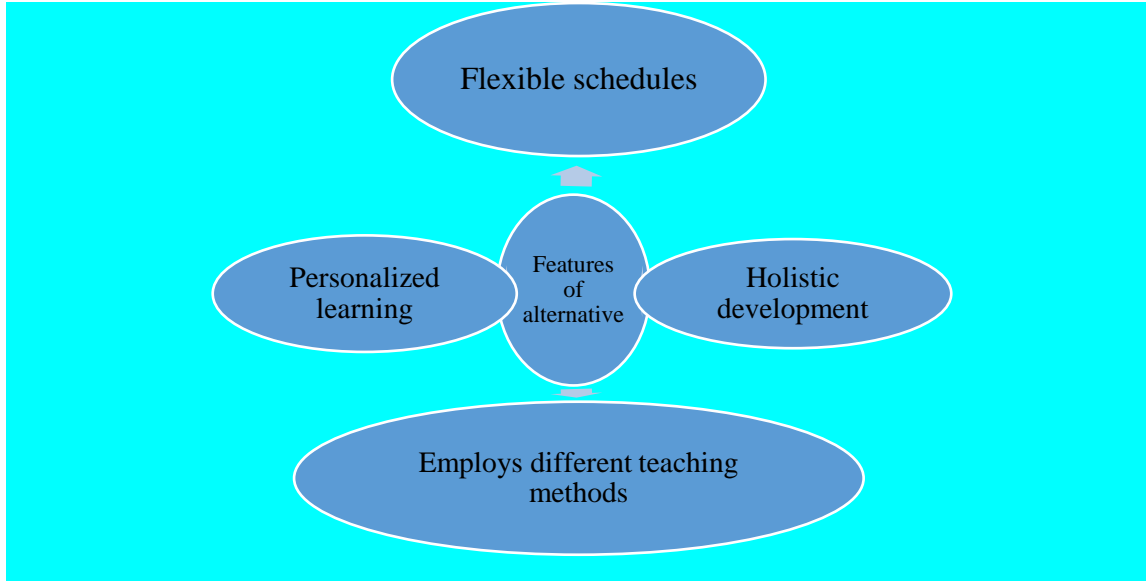 Flexible schedules
Personalized
learning
Features
of
alternative
Holistic
development
Employs different teaching
methods